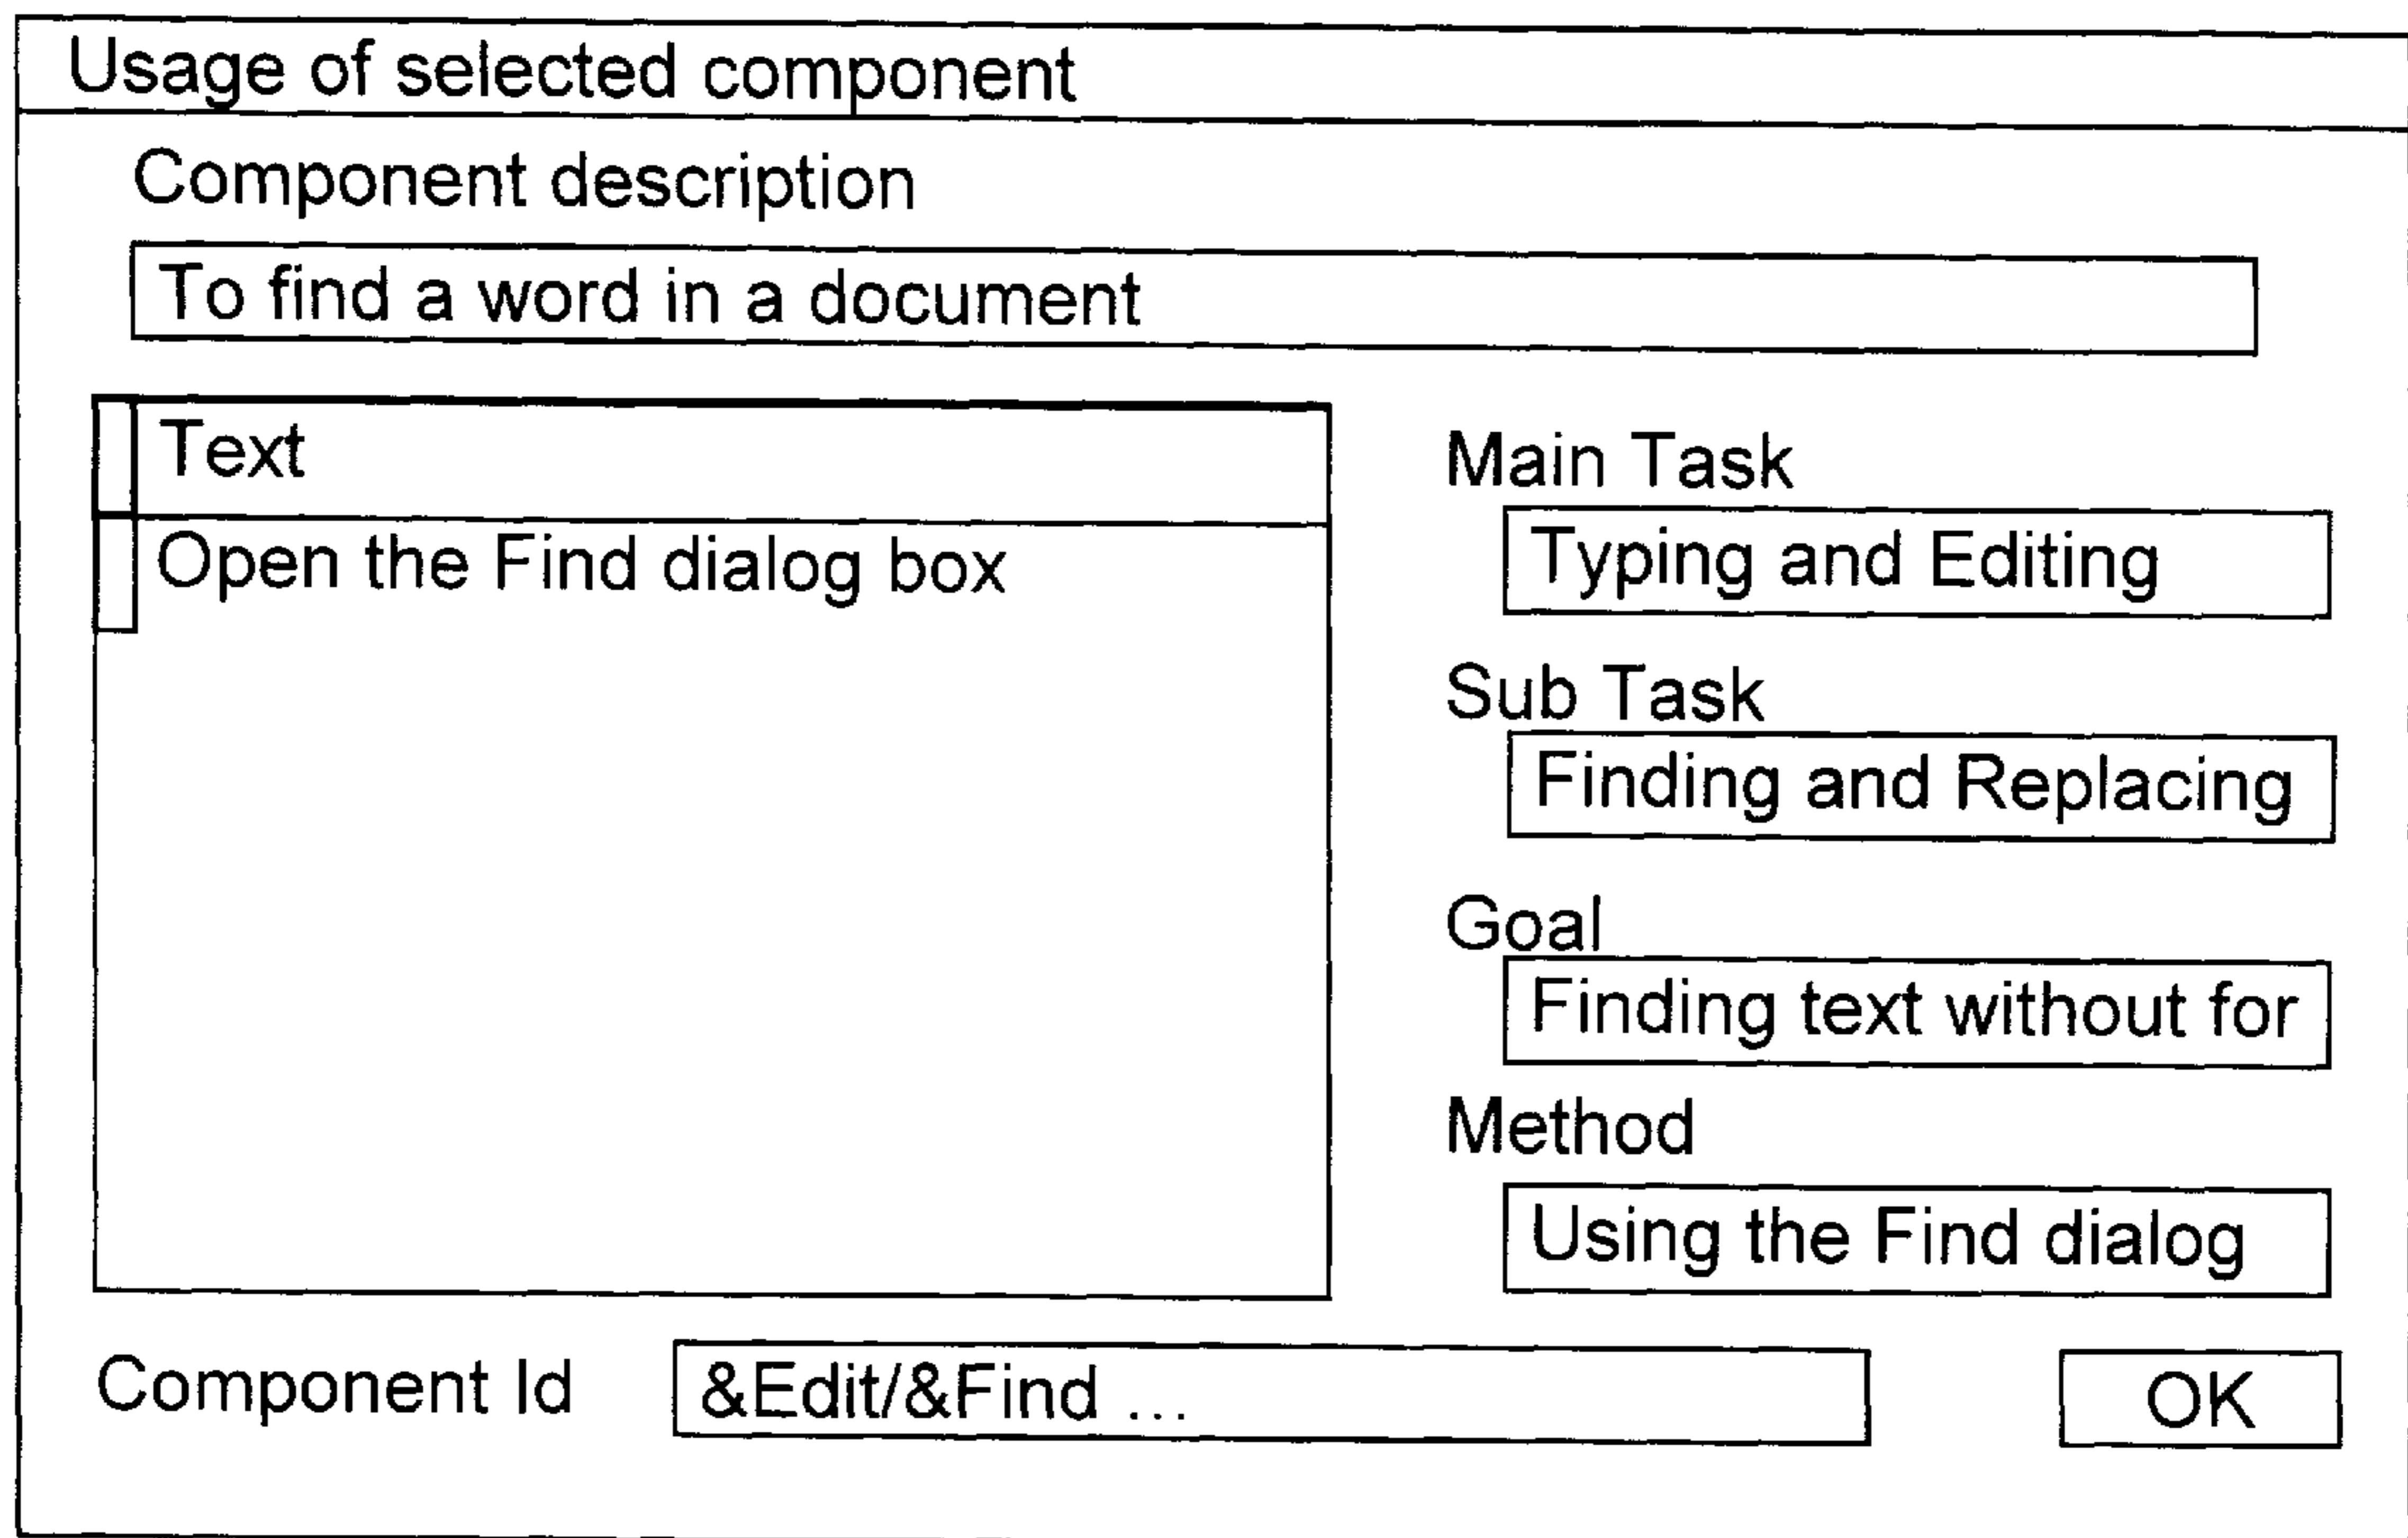 Usage of selected component
Component description
To find a word in a document
Text
Open the Find dialog box
Main Task
Typing and Editing
Sub Task
Finding and Replacing
Goal
Finding text without for
Method
Using the Find dialog
Component Id
&Edit/&Find ...
OK